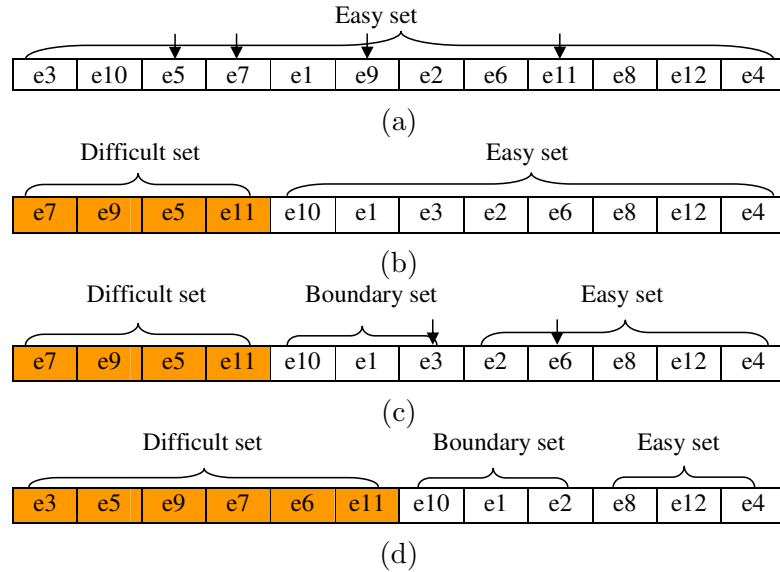 Easy set
e3 e10 e5 e7 e1 e9 e2 e6 e11 e8 e12 e4
(a)
Difficult set Easy set
e7 e9 e5 e11 e10 e1 e3 e2 e6 e8 e12 e4
(b)
Difficult set Boundary set Easy set
e7 e9 e5 e11 e10 e1 e3 e2 e6 e8 e12 e4
(c)
Difficult set Boundary set Easy set
e3 e5 e9 e7 e6 e11 e10 e1 e2 e8 e12 e4
(d)